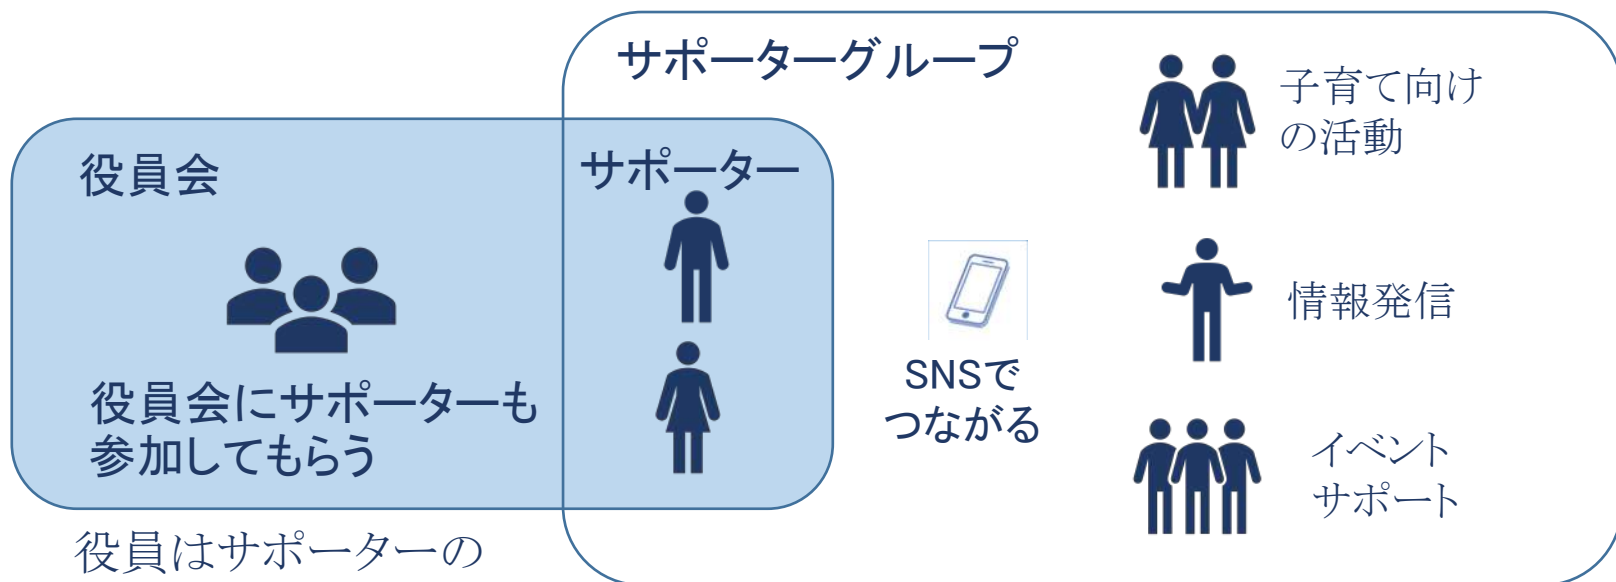 サポーターグループ
役員会
サポーター
役員会にサポーターも
参加してもらう
役員はサポーターの
SNSで
つながる
子育て向け
の活動
情報発信
イベント
サポート